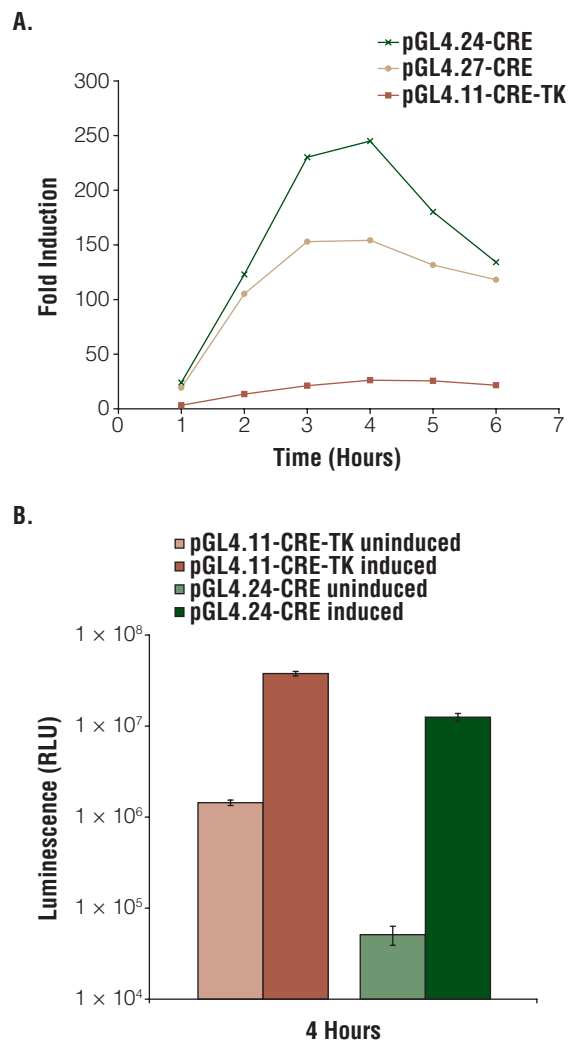 A.
pGL4.24-CRE
pGL4.27-CRE
pGL4.11-CRE-TK
Fold Induction
300
250
200
150
100
50
0
0 1 2 3 4 5 6 7
Time (Hours)
B.
pGL4.11-CRE-TK uninduced
pGL4.11-CRE-TK induced
pGL4.24-CRE uninduced
pGL4.24-CRE induced
Luminescence (RLU)
1 × 10⁸
1 × 10⁷
1 × 10⁶
1 × 10⁵
1 × 10⁴
4 Hours